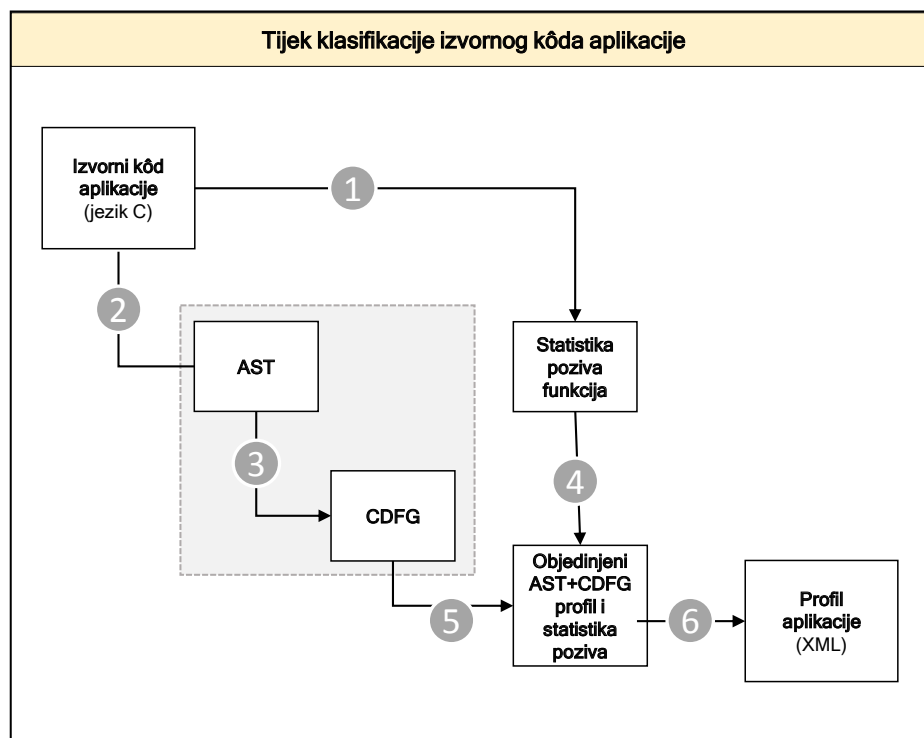 Tijek klasifikacije izvornog kôda aplikacije
Izvorni kôd
aplikacije
(jezik C)
1
2
AST
Statistika
poziva
funkcija
3
4
CDFG
Objedinjeni
AST+CDFG
profil i
statistika
poziva
5
6
Profil
aplikacije
(XML)